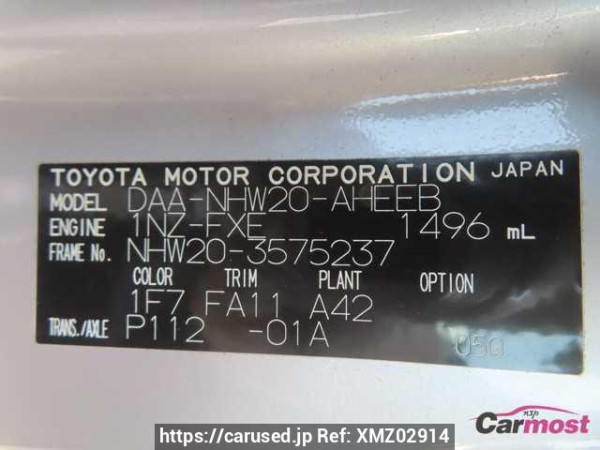 TOYOTA MOTOR CORPORATION JAPAN
MODEL DAA-NHW20-AHEEB
ENGINE 1NZ-FXE 1496 mL
FRAME No. NHW20-3575237
COLOR TRIM PLANT OPTION
1F7 FA11 A42
TRANS./AXLE P112 -01A
Carmost
https://carused.jp Ref: XMZ02914